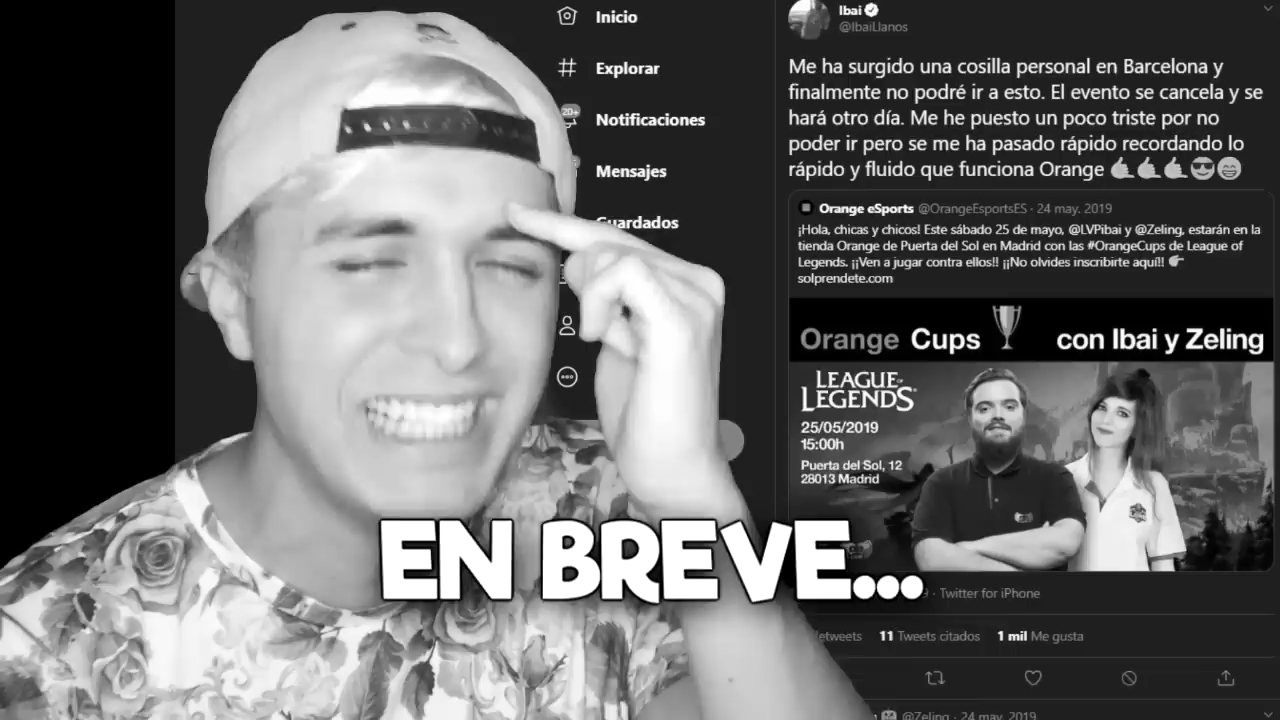 Inicio
Explorar
20+
Notificaciones
Mensajes
Guardados
Ibai
@IbaiLlanos
Me ha surgido una cosilla personal en Barcelona y
finalmente no podré ir a esto. El evento se cancela y se
hará otro día. Me he puesto un poco triste por no
poder ir pero se me ha pasado rápido recordando lo
rápido y fluido que funciona Orange 🤙🤙🤙😎😁
Orange eSports @OrangeEsportsES · 24 may. 2019
¡Hola, chicas y chicos! Este sábado 25 de mayo, @LVPibai y @Zeling, estarán en la
tienda Orange de Puerta del Sol en Madrid con las #OrangeCups de League of
Legends. ¡¡Ven a jugar contra ellos!! ¡¡No olvides inscribirte aquí!! 👉
solprendete.com
Orange Cups con Ibai y Zeling
LEAGUE OF
LEGENDS
25/05/2019
15:00h
Puerta del Sol, 12
28013 Madrid
EN BREVE...
· Twitter for iPhone
11 Tweets citados 1 mil Me gusta
@Zeling · 24 may. 2019